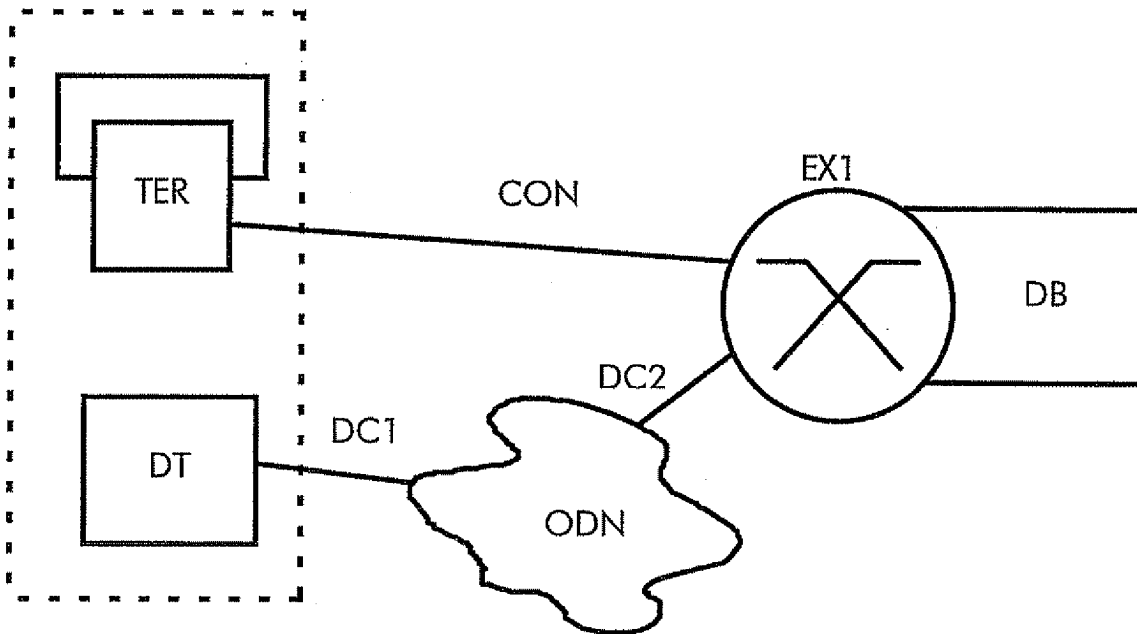 EX1
TER
CON
DB
DC2
DC1
DT
ODN